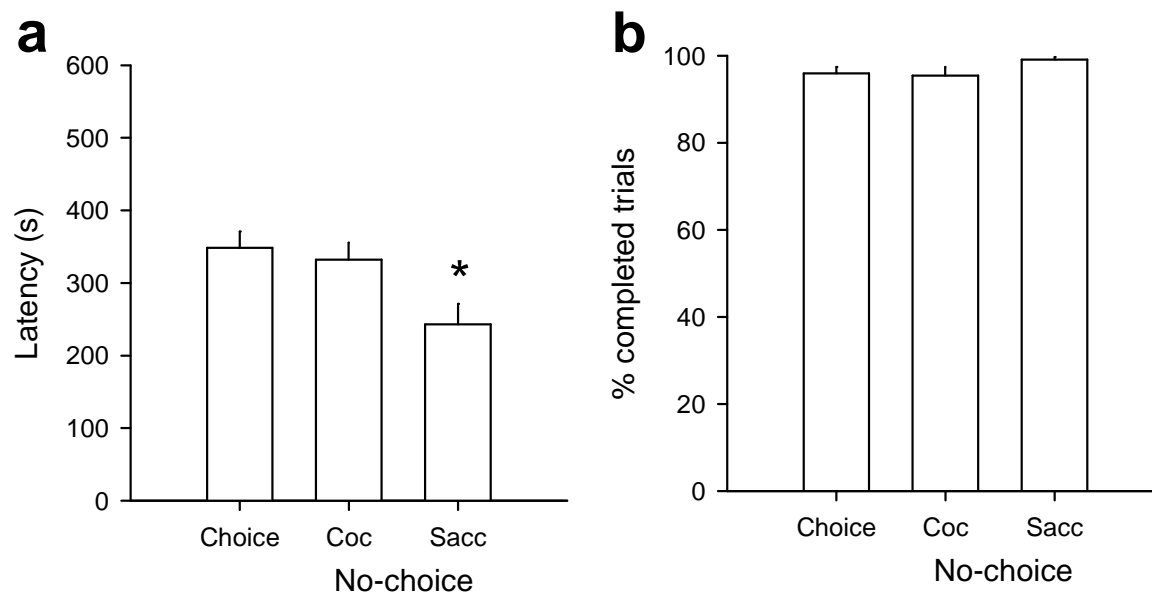 a
600
500
400
300
200
100
0
Latency (s)
*
Choice Coc Sacc
No-choice
b
100
80
60
40
20
0
% completed trials
Choice Coc Sacc
No-choice